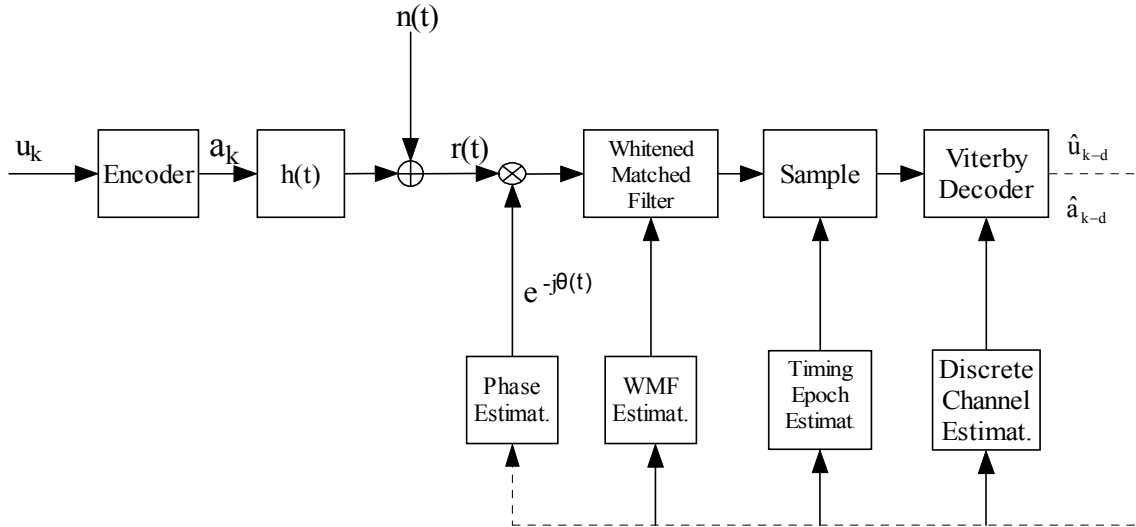 n(t)
u_k
Encoder
a_k
h(t)
r(t)
Whitened
Matched
Filter
Sample
Viterby
Decoder
û_{k-d}
â_{k-d}
e^{-jθ(t)}
Phase
Estimat.
WMF
Estimat.
Timing
Epoch
Estimat.
Discrete
Channel
Estimat.